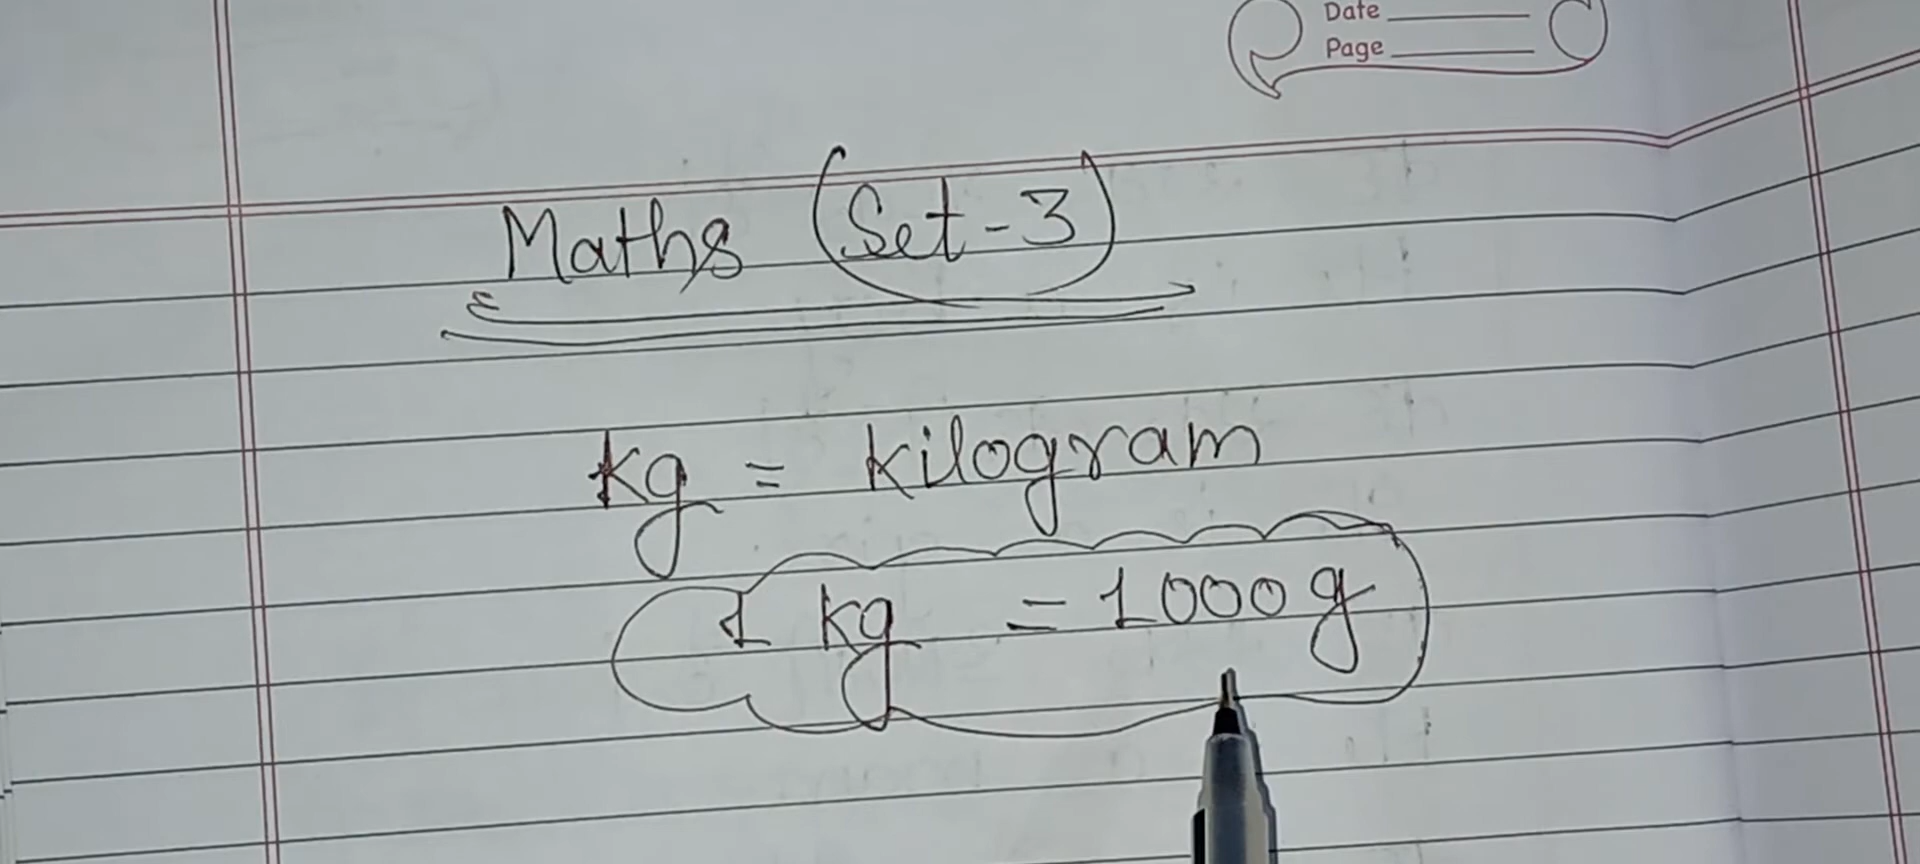 Date
Page
Maths (Set-3)
kg = kilogram
1 kg = 1000 g